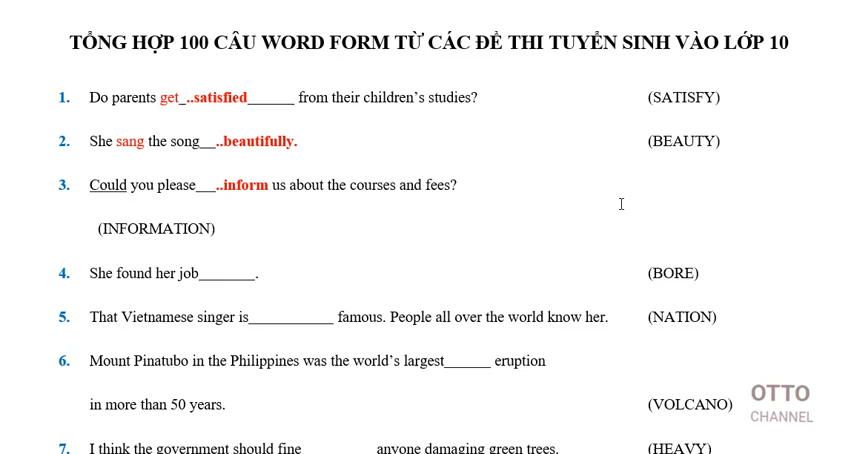 TỔNG HỢP 100 CÂU WORD FORM TỪ CÁC ĐỀ THI TUYỂN SINH VÀO LỚP 10
1. Do parents get_..satisfied______ from their children's studies? (SATISFY)
2. She sang the song__..beautifully. (BEAUTY)
3. Could you please___..inform us about the courses and fees?
(INFORMATION)
4. She found her job_______. (BORE)
5. That Vietnamese singer is___________ famous. People all over the world know her. (NATION)
6. Mount Pinatubo in the Philippines was the world's largest______ eruption
in more than 50 years. (VOLCANO)
OTTO
CHANNEL
7. I think the government should fine_________ anyone damaging green trees. (HEAVY)